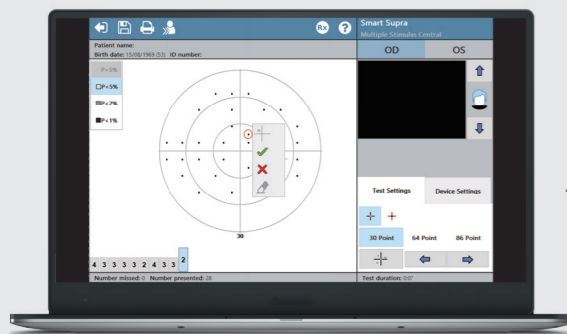 Rx ?
Smart Supra
Multiple Stimulus Central
Patient name:
Birth date: 15/08/1969 (53) ID number:
OD OS
P>5%
P<5%
P<2%
P<1%
30
Test Settings Device Settings
30 Point 64 Point 86 Point
4 3 3 3 3 2 4 3 3 2
Number missed: 0 Number presented: 28
Test duration: 0:0"